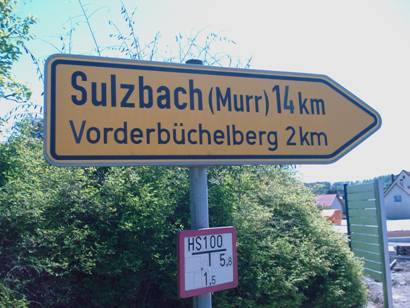 Sulzbach (Murr) 14 km
Vorderbüchelberg 2 km
HS100
5,8
1,5